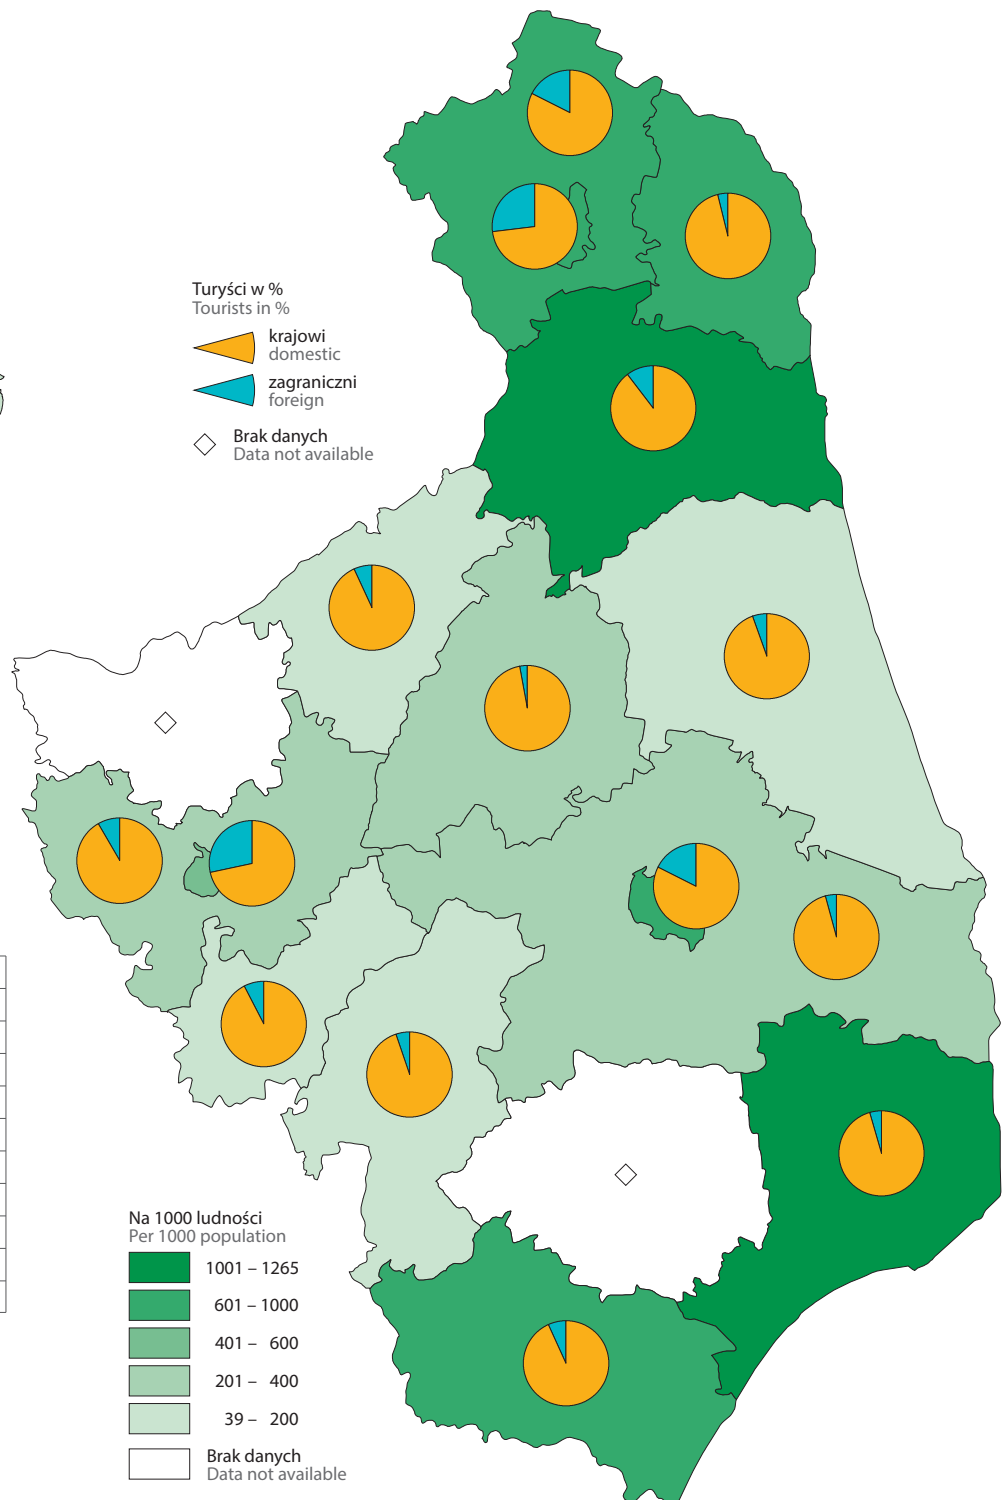 Turyści w %
Tourists in %
krajowi
domestic
zagraniczni
foreign
Brak danych
Data not available
Na 1000 ludności
Per 1000 population
1001 – 1265
601 – 1000
401 – 600
201 – 400
39 – 200
Brak danych
Data not available